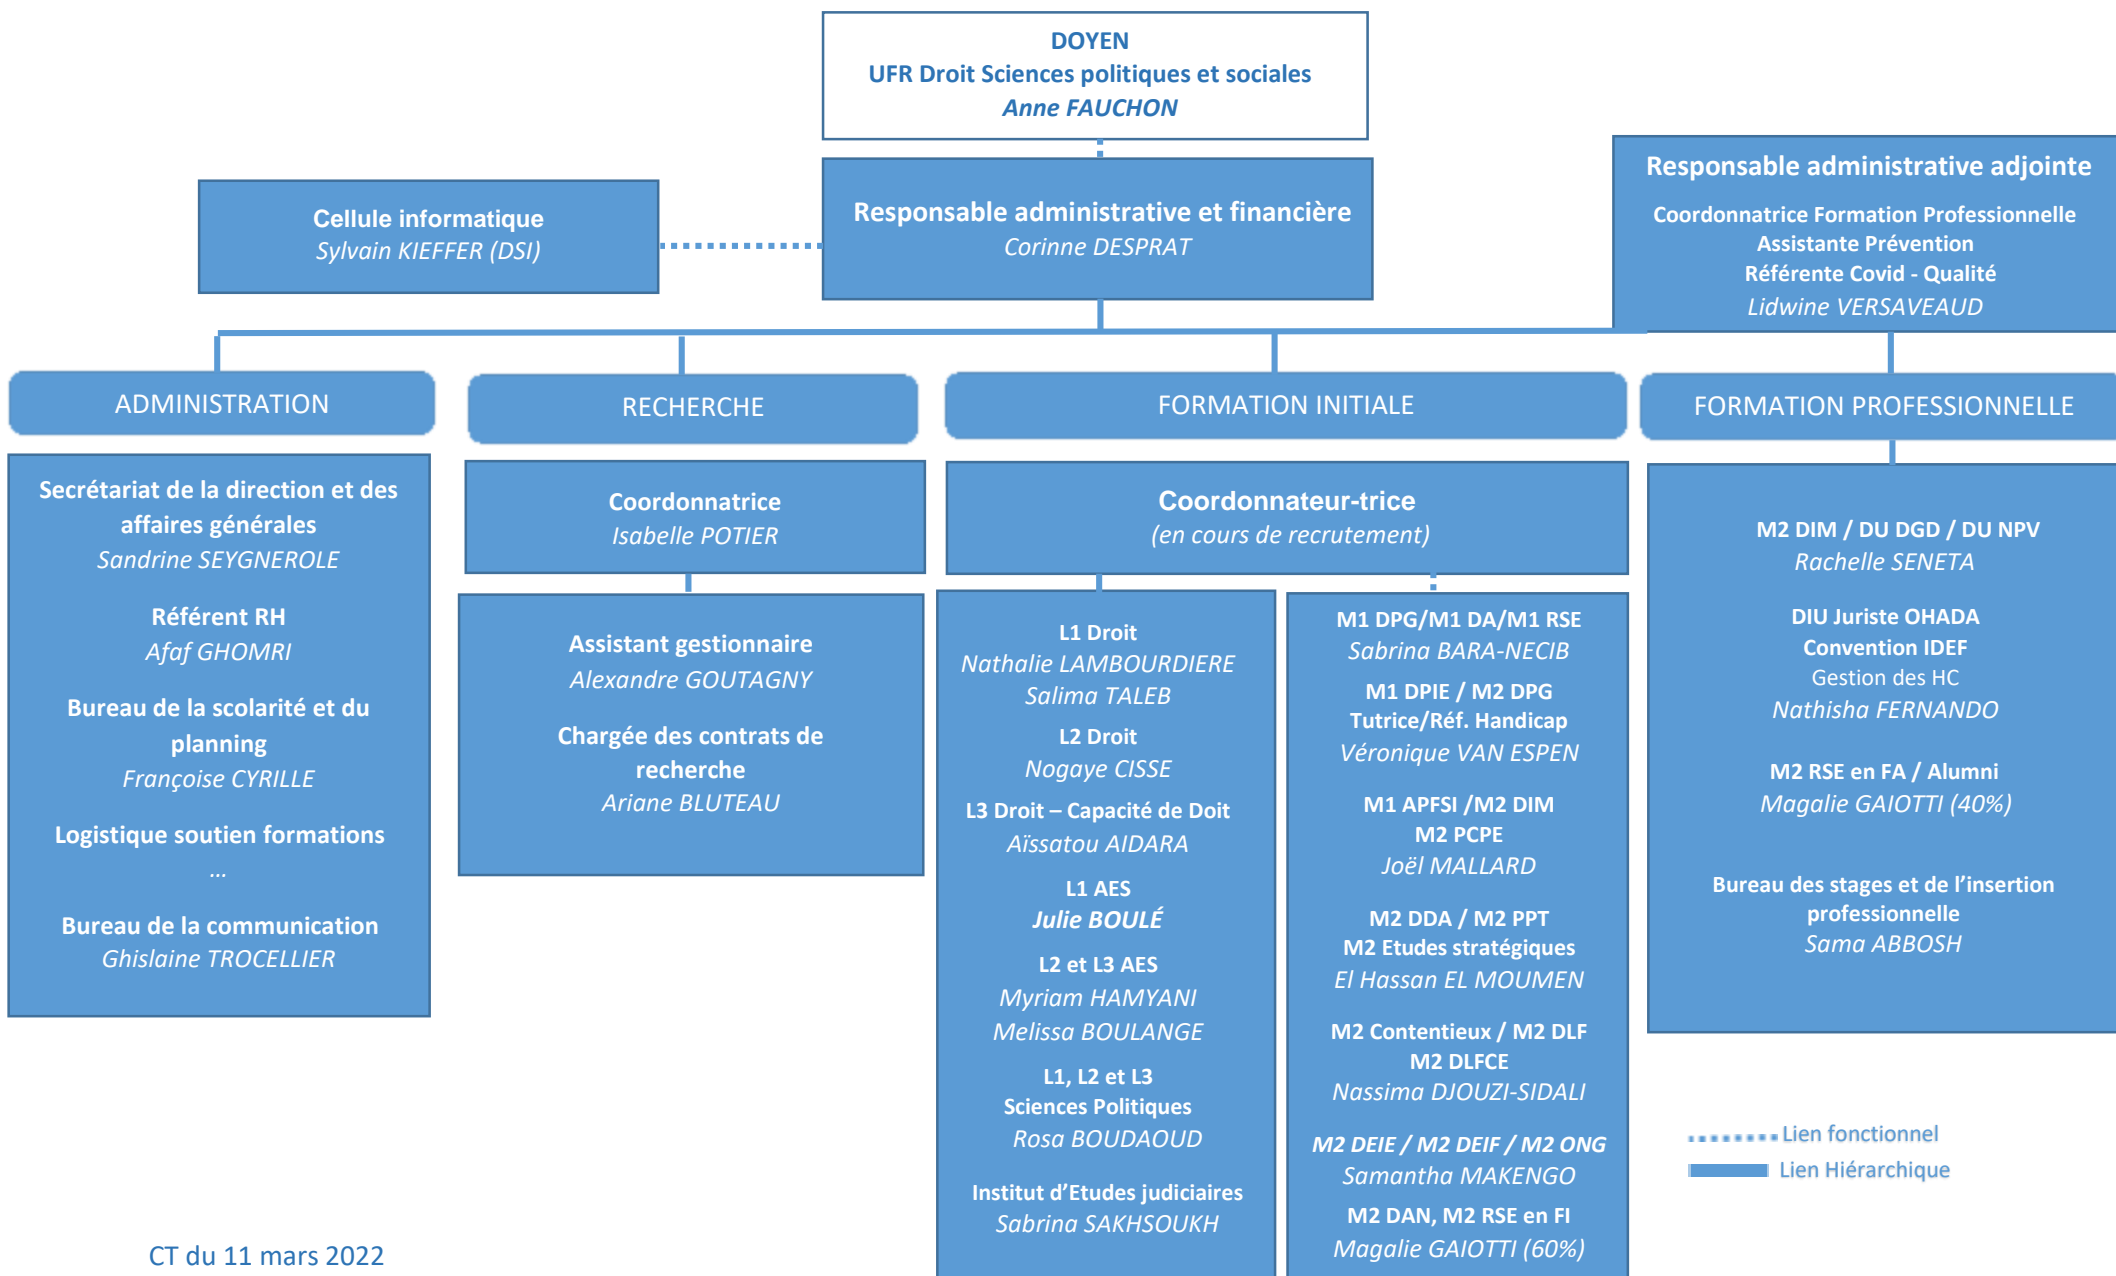 DOYEN
UFR Droit Sciences politiques et sociales
Anne FAUCHON
Cellule informatique
Sylvain KIEFFER (DSI)
Responsable administrative et financière
Corinne DESPRAT
Responsable administrative adjointe
Coordonnatrice Formation Professionnelle
Assistante Prévention
Référente Covid - Qualité
Lidwine VERSAVEAUD
ADMINISTRATION
RECHERCHE
FORMATION INITIALE
FORMATION PROFESSIONNELLE
Secrétariat de la direction et des
affaires générales
Sandrine SEYGNEROLE
Référent RH
Afaf GHOMRI
Bureau de la scolarité et du
planning
Françoise CYRILLE
Logistique soutien formations
...
Bureau de la communication
Ghislaine TROCELLIER
Coordonnatrice
Isabelle POTIER
Assistant gestionnaire
Alexandre GOUTAGNY
Chargée des contrats de
recherche
Ariane BLUTEAU
Coordonnateur-trice
(en cours de recrutement)
L1 Droit
Nathalie LAMBOURDIERE
Salima TALEB
L2 Droit
Nogaye CISSE
L3 Droit – Capacité de Doit
Aïssatou AIDARA
L1 AES
Julie BOULÉ
L2 et L3 AES
Myriam HAMYANI
Melissa BOULANGE
L1, L2 et L3
Sciences Politiques
Rosa BOUDAOUD
Institut d'Etudes judiciaires
Sabrina SAKHSOUKH
M1 DPG/M1 DA/M1 RSE
Sabrina BARA-NECIB
M1 DPIE / M2 DPG
Tutrice/Réf. Handicap
Véronique VAN ESPEN
M1 APFSI /M2 DIM
M2 PCPE
Joël MALLARD
M2 DDA / M2 PPT
M2 Etudes stratégiques
El Hassan EL MOUMEN
M2 Contentieux / M2 DLF
M2 DLFCE
Nassima DJOUZI-SIDALI
M2 DEIE / M2 DEIF / M2 ONG
Samantha MAKENGO
M2 DAN, M2 RSE en FI
Magalie GAIOTTI (60%)
M2 DIM / DU DGD / DU NPV
Rachelle SENETA
DIU Juriste OHADA
Convention IDEF
Gestion des HC
Nathisha FERNANDO
M2 RSE en FA / Alumni
Magalie GAIOTTI (40%)
Bureau des stages et de l'insertion
professionnelle
Sama ABBOSH
Lien fonctionnel
Lien Hiérarchique
CT du 11 mars 2022